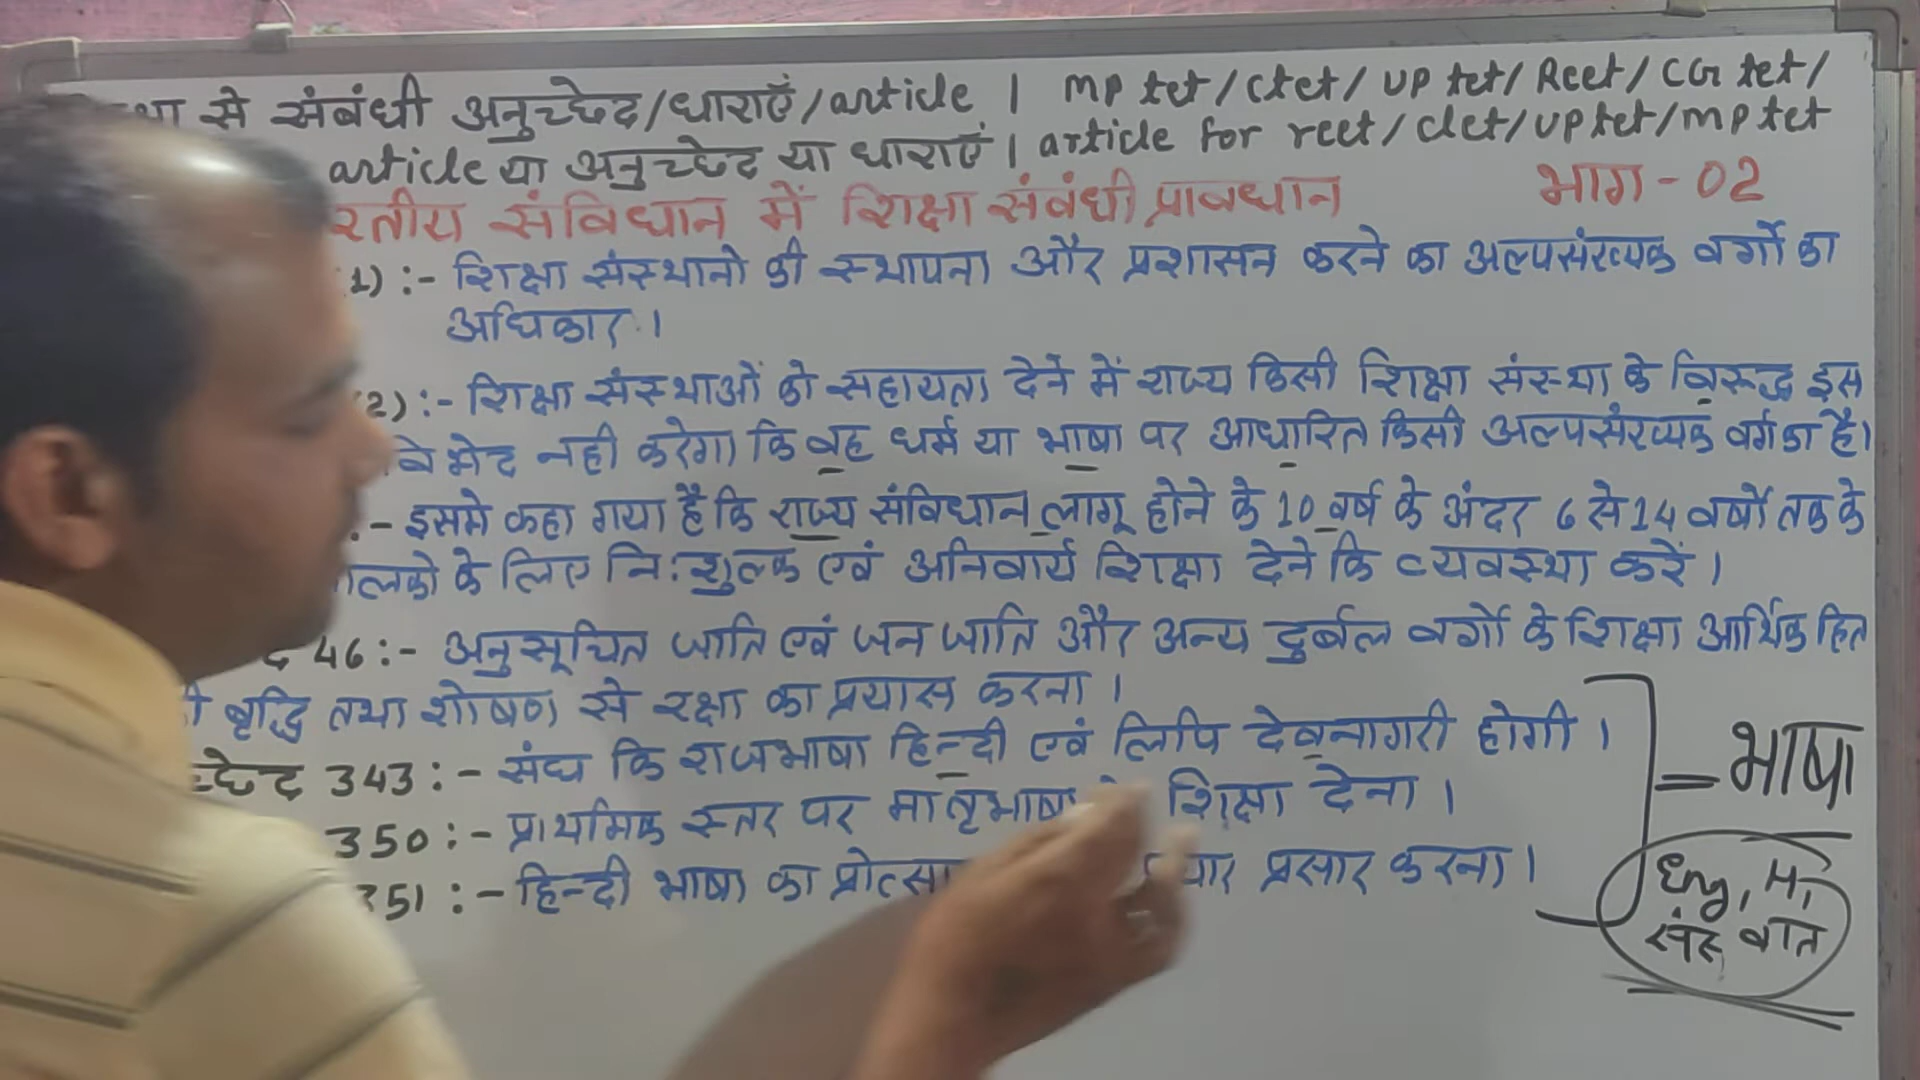 से संबंधी अनुच्छेद/धाराएँ/article | MP tet/Ctet/UP tet/Reet/CG tet/
article या अनुच्छेद या धाराएँ | article for reet/ctet/uptet/mp tet
रतीय संविधान में शिक्षा संबंधी प्रावधान भाग-02
1) :- शिक्षा संस्थानो की स्थापना और प्रशासन करने का अल्पसंख्यक वर्गो का
अधिकार।
2) :- शिक्षा संस्थाओं को सहायता देने में राज्य किसी शिक्षा संस्था के विरूद्ध इस
विभेद नही करेगा कि वह धर्म या भाषा पर आधारित किसी अल्पसंख्यक वर्ग का है।
:- इसमे कहा गया है कि राज्य संविधान लागू होने के 10 वर्ष के अंदर 6 से 14 वर्षो तक के
ालको के लिए नि:शुल्क एवं अनिवार्य शिक्षा देने कि व्यवस्था करें।
द 46 :- अनुसूचित जाति एवं जन जाति और अन्य दुर्बल वर्गो के शिक्षा आर्थिक हित
ी वृद्धि तथा शोषण से रक्षा का प्रयास करना।
च्छेद 343 :- संघ कि राजभाषा हिन्दी एवं लिपि देवनागरी होगी।
350 :- प्राथमिक स्तर पर मातृभाषा शिक्षा देना।
351 :- हिन्दी भाषा का प्रोत्सा चार प्रसार करना।
= भाषा
Eng, H,
संस्